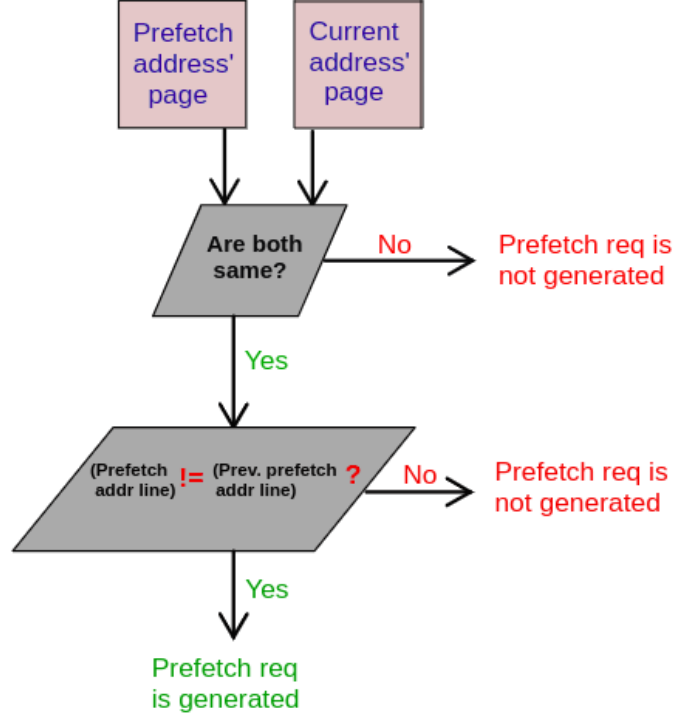 Prefetch
address'
page
Current
address'
page
Are both
same?
No
Prefetch req is
not generated
Yes
(Prefetch
addr line)
!=
(Prev. prefetch
addr line)
?
No
Prefetch req is
not generated
Yes
Prefetch req
is generated